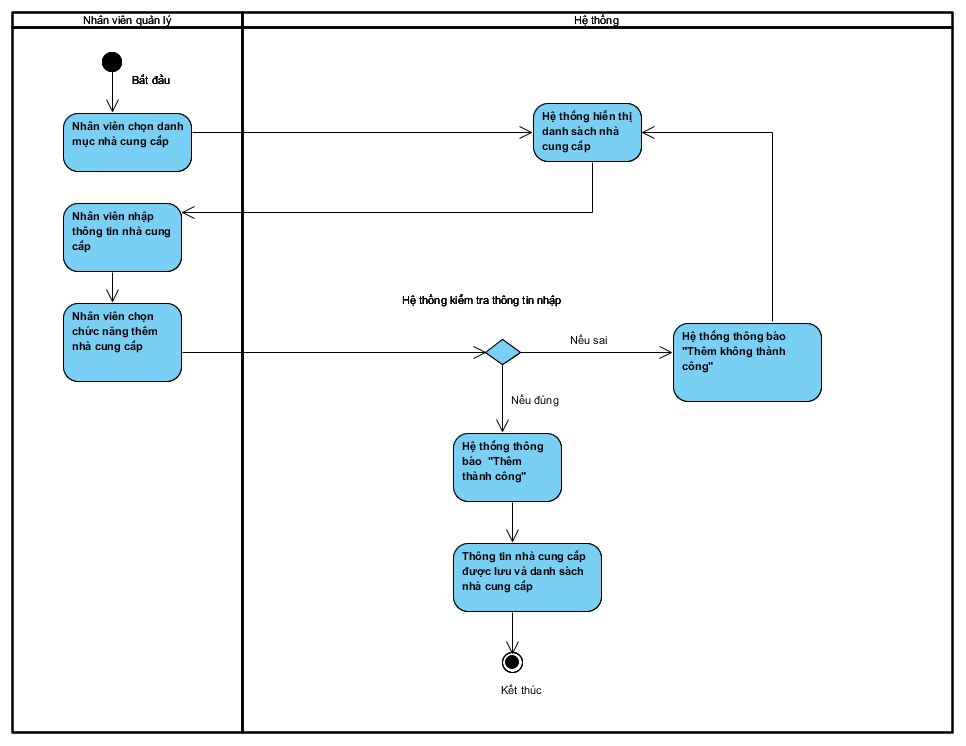 Nhân viên quản lý
Hệ thống
Bắt đầu
Nhân viên chọn danh
mục nhà cung cấp
Hệ thống hiển thị
danh sách nhà
cung cấp
Nhân viên nhập
thông tin nhà cung
cấp
Nhân viên chọn
chức năng thêm
nhà cung cấp
Hệ thống kiểm tra thông tin nhập
Nếu sai
Hệ thống thông báo
"Thêm không thành
công"
Nếu đúng
Hệ thống thông
báo "Thêm
thành công"
Thông tin nhà cung cấp
được lưu và danh sách
nhà cung cấp
Kết thúc